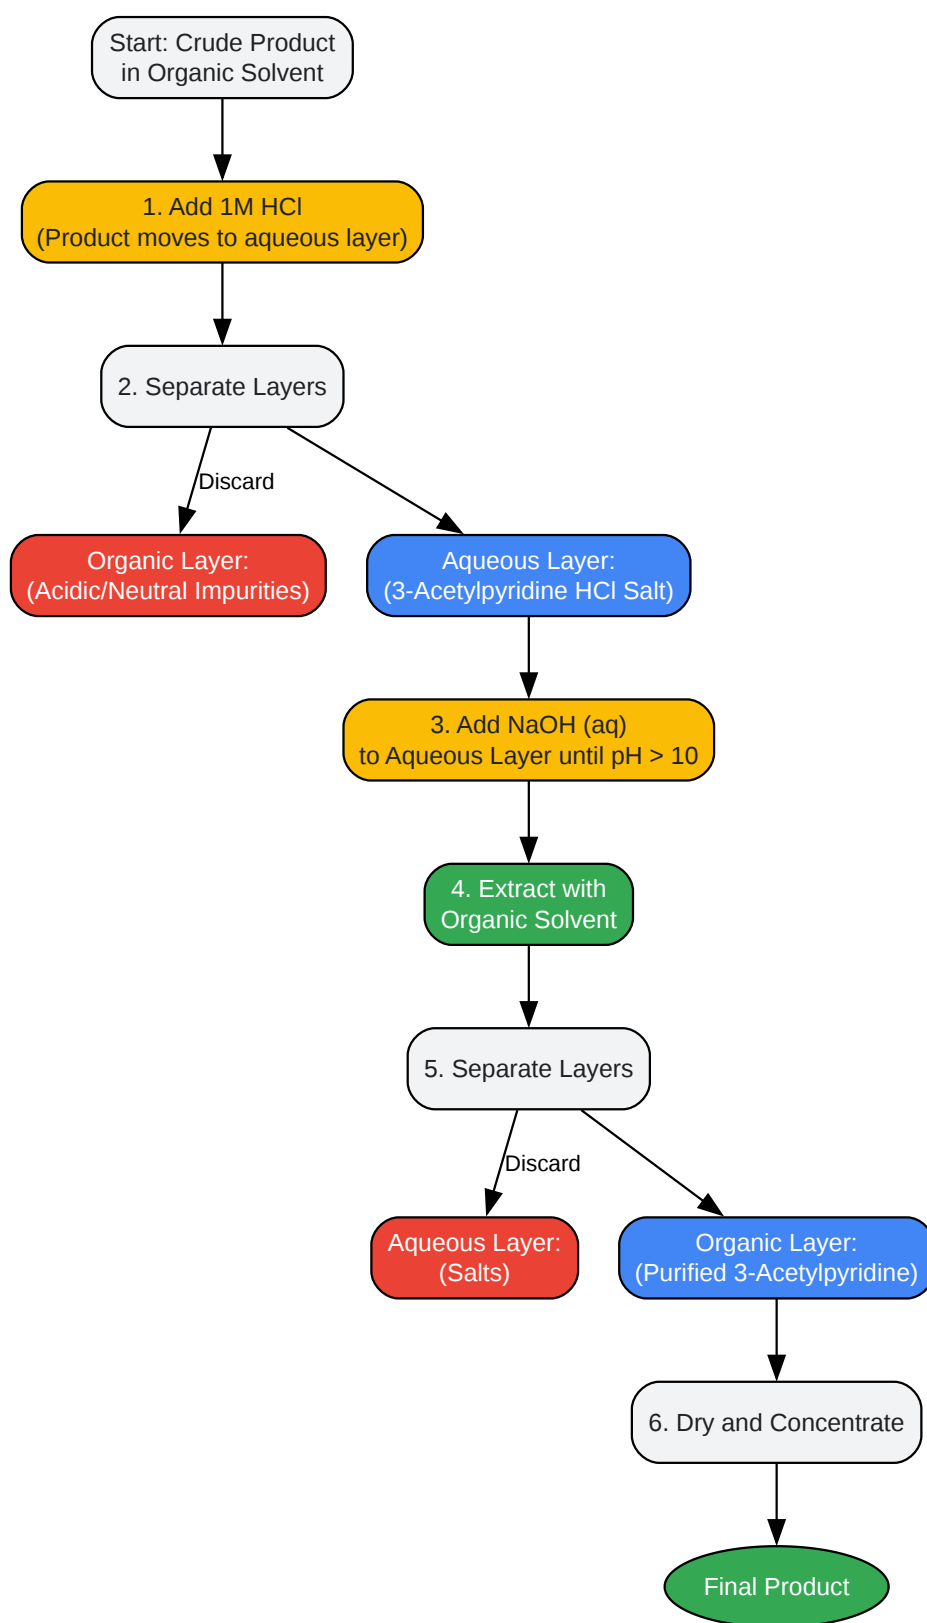 Start: Crude Product
in Organic Solvent
1. Add 1M HCl
(Product moves to aqueous layer)
2. Separate Layers
Discard
Organic Layer:
(Acidic/Neutral Impurities)
Aqueous Layer:
(3-Acetylpyridine HCl Salt)
3. Add NaOH (aq)
to Aqueous Layer until pH > 10
4. Extract with
Organic Solvent
5. Separate Layers
Discard
Aqueous Layer:
(Salts)
Organic Layer:
(Purified 3-Acetylpyridine)
6. Dry and Concentrate
Final Product